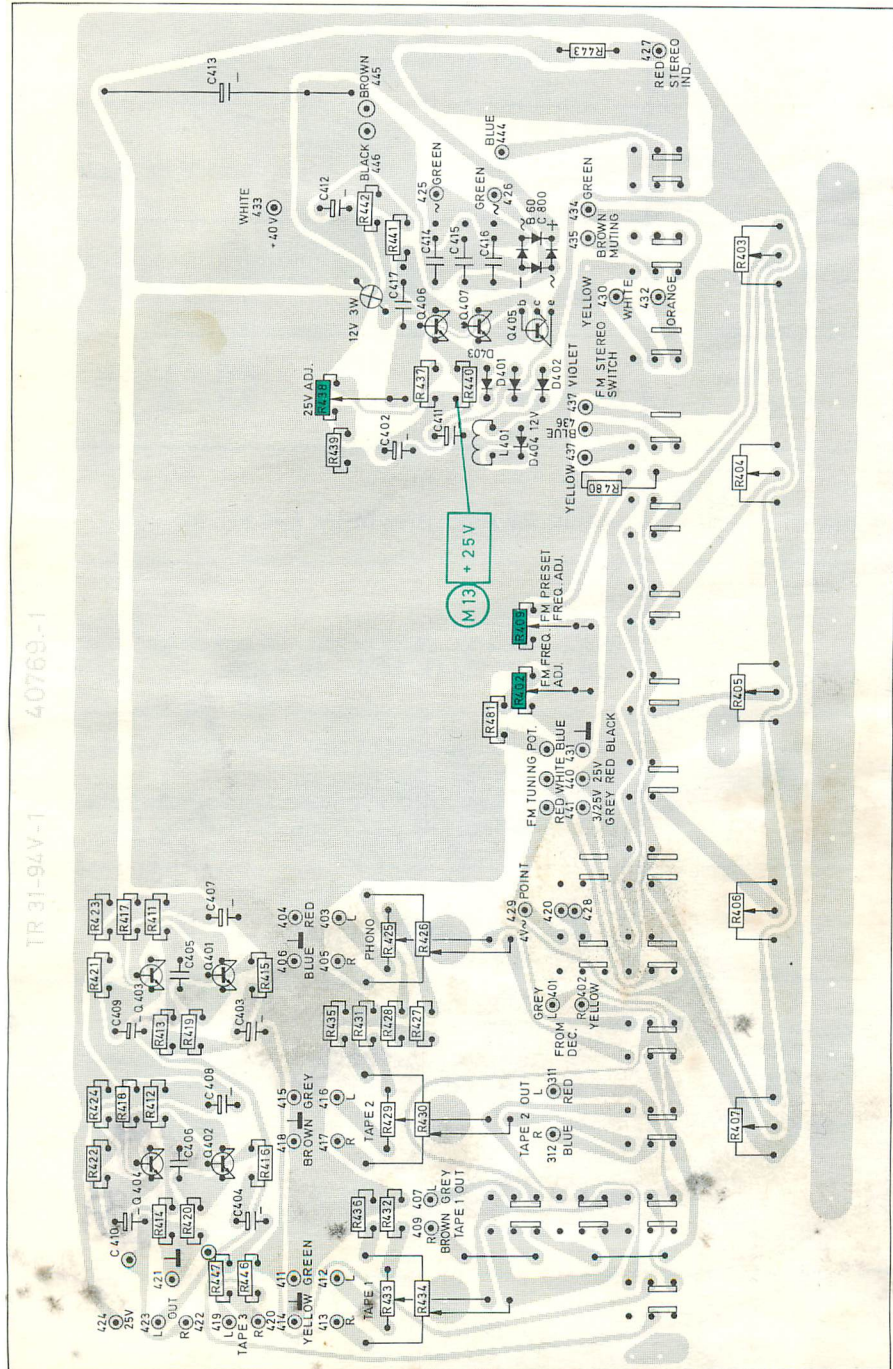 TR 31-94V-1 40769.-1
C413
BROWN
445
BLACK
446
WHITE
433
+40V
C412
R442
R441
GREEN
425
~
GREEN
426
~
BLUE
444
R443
427
RED
STEREO
IND.
C414
C415
C416
C417
12V 3W
Q406
Q407
Q405
b
c
e
B 60
C 800
~
~
+
−
434 GREEN
435 BROWN
MUTING
YELLOW
430
WHITE
432
ORANGE
R403
25V ADJ.
R438
R439
R437
R440
C402
C411
D403
D401
D402
L401
D404 12V
FM STEREO
SWITCH
437 VIOLET
436
BLUE
YELLOW 437
R480
R404
M13
+ 25V
R409
FM PRESET
FREQ. ADJ.
R402
FM FREQ.
ADJ.
R481
R405
FM TUNING POT.
RED WHITE BLUE
441 440 431
3/25V 25V
GREY RED BLACK
R423
R417
R411
C407
404
RED
403
L
406
BLUE
405
R
PHONO
R425
R426
429
4V~ POINT
420
428
R406
R421
Q403
C405
Q401
R415
C409
R413
R419
C403
R435
R431
R428
R427
GREY
L 401
R 402
YELLOW
FROM
DEC.
R424
R418
R412
C408
415
GREY
416
L
418
BROWN
417
R
TAPE 2
R429
R430
TAPE 2 OUT
L 311
RED
R
312
BLUE
R407
R422
Q404
C406
Q402
R416
C410
R414
R420
C404
R436
R432
GREY
407 L
409 R
BROWN
TAPE 1 OUT
421
R447
R446
411
GREEN
412
L
414
YELLOW
413
R
TAPE 1
R433
R434
424
25V
423
L
OUT
R
422
419
L
TAPE 3
R
420